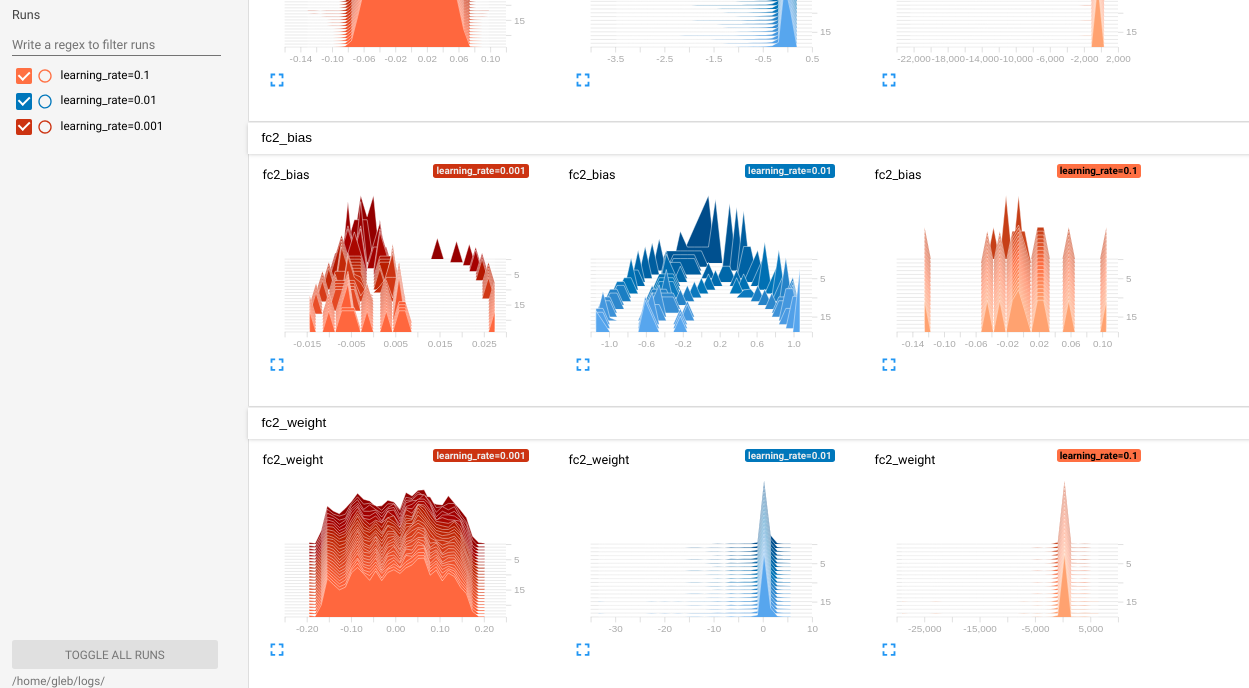 Runs
Write a regex to filter runs
learning_rate=0.1
learning_rate=0.01
learning_rate=0.001
TOGGLE ALL RUNS
/home/gleb/logs/
15
-0.14 -0.10 -0.06 -0.02 0.02 0.06 0.10
15
-3.5 -2.5 -1.5 -0.5 0.5
15
-22,000 -18,000 -14,000 -10,000 -6,000 -2,000 2,000
fc2_bias
fc2_bias learning_rate=0.001
5
15
-0.015 -0.005 0.005 0.015 0.025
fc2_bias learning_rate=0.01
5
15
-1.0 -0.6 -0.2 0.2 0.6 1.0
fc2_bias learning_rate=0.1
5
15
-0.14 -0.10 -0.06 -0.02 0.02 0.06 0.10
fc2_weight
fc2_weight learning_rate=0.001
5
15
-0.20 -0.10 0.00 0.10 0.20
fc2_weight learning_rate=0.01
5
15
-30 -20 -10 0 10
fc2_weight learning_rate=0.1
5
15
-25,000 -15,000 -5,000 5,000